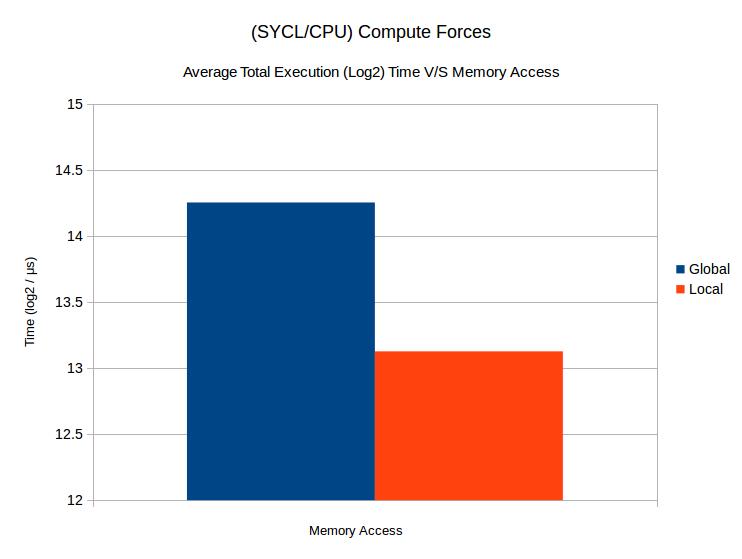 (SYCL/CPU) Compute Forces
Average Total Execution (Log2) Time V/S Memory Access
15
14.5
14
13.5
13
12.5
12
Time (log2 / µs)
Memory Access
Global
Local